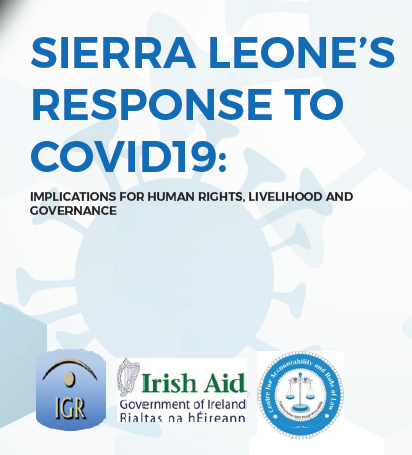 SIERRA LEONE’S
RESPONSE TO
COVID19:
IMPLICATIONS FOR HUMAN RIGHTS, LIVELIHOOD AND
GOVERNANCE
IGR
Irish Aid
Government of Ireland
Rialtas na hÉireann
Centre for Accountability and Rule of Law